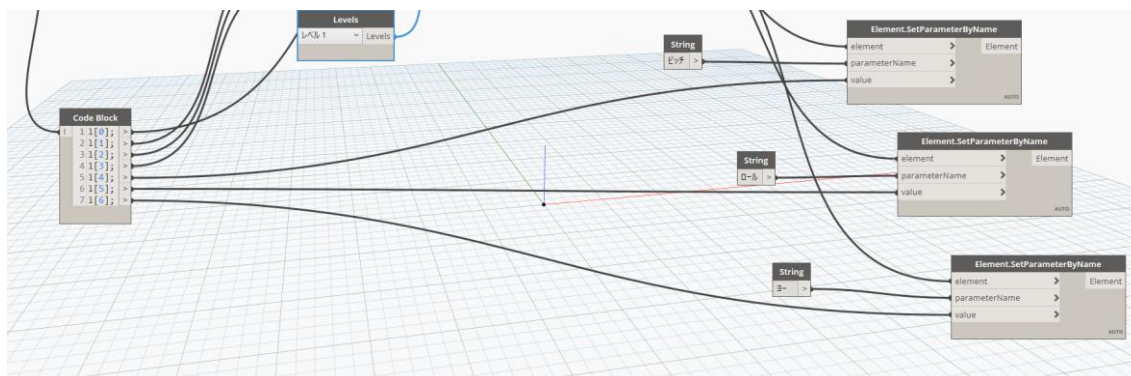 Levels
レベル 1
Levels
String
ピッチ >
Element.SetParameterByName
element > Element
parameterName >
value >
AUTO
Code Block
l
1 l[0]; >
2 l[1]; >
3 l[2]; >
4 l[3]; >
5 l[4]; >
6 l[5]; >
7 l[6]; >
String
ロール >
Element.SetParameterByName
element > Element
parameterName >
value >
AUTO
String
ヨー >
Element.SetParameterByName
element > Element
parameterName >
value >
AUTO